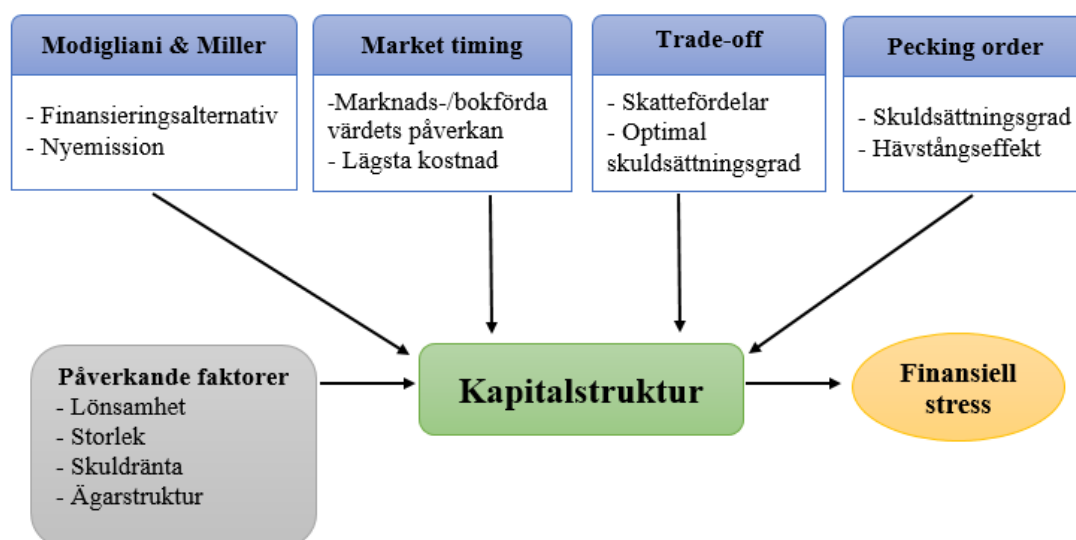 Modigliani & Miller
- Finansieringsalternativ
- Nyemission
Market timing
-Marknads-/bokförda
värdets påverkan
- Lägsta kostnad
Trade-off
- Skattefördelar
- Optimal
skuldsättningsgrad
Pecking order
- Skuldsättningsgrad
- Hävstångseffekt
Påverkande faktorer
- Lönsamhet
- Storlek
- Skuldränta
- Ägarstruktur
Kapitalstruktur
Finansiell
stress